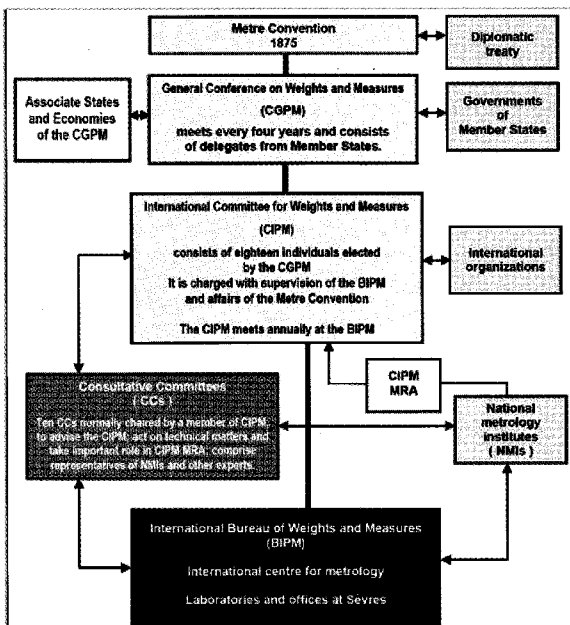 Metre Convention
1875
Diplomatic
treaty
General Conference on Weights and Measures
(CGPM)
meets every four years and consists
of delegates from Member States.
Associate States
and Economies
of the CGPM
Governments
of
Member States
International Committee for Weights and Measures
(CIPM)
consists of eighteen individuals elected
by the CGPM
It is charged with supervision of the BIPM
and affairs of the Metre Convention
The CIPM meets annually at the BIPM
International
organizations
CIPM
MRA
Consultative Committees
( CCs )
Ten CCs normally chaired by a member of CIPM;
to advise the CIPM; act on technical matters and
take important role in CIPM MRA; comprise
representatives of NMIs and other experts.
National
metrology
institutes
( NMIs )
International Bureau of Weights and Measures
(BIPM)
International centre for metrology
Laboratories and offices at Sèvres